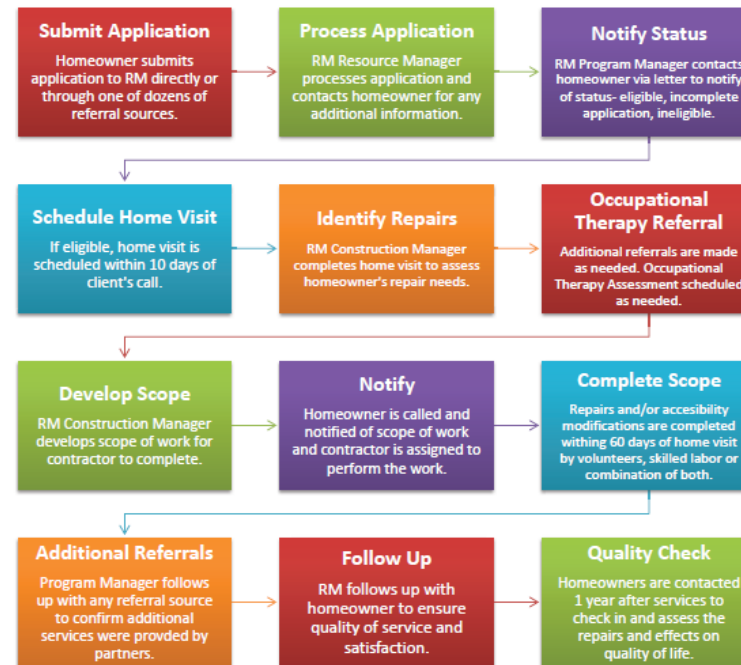 Submit Application
Homeowner submits
application to RM directly or
through one of dozens of
referral sources.
Process Application
RM Resource Manager
processes application and
contacts homeowner for any
additional information.
Notify Status
RM Program Manager contacts
homeowner via letter to notify
of status- eligible, incomplete
application, ineligible.
Schedule Home Visit
If eligible, home visit is
scheduled within 10 days of
client's call.
Identify Repairs
RM Construction Manager
completes home visit to assess
homeowner's repair needs.
Occupational
Therapy Referral
Additional referrals are made
as needed. Occupational
Therapy Assessment scheduled
as needed.
Develop Scope
RM Construction Manager
develops scope of work for
contractor to complete.
Notify
Homeowner is called and
notified of scope of work
and contractor is assigned to
perform the work.
Complete Scope
Repairs and/or accesibility
modifications are completed
withing 60 days of home visit
by volunteers, skilled labor or
combination of both.
Additional Referrals
Program Manager follows
up with any referral source
to confirm additional
services were provded by
partners.
Follow Up
RM follows up with
homeowner to ensure
quality of service and
satisfaction.
Quality Check
Homeowners are contacted
1 year after services to
check in and assess the
repairs and effects on
quality of life.